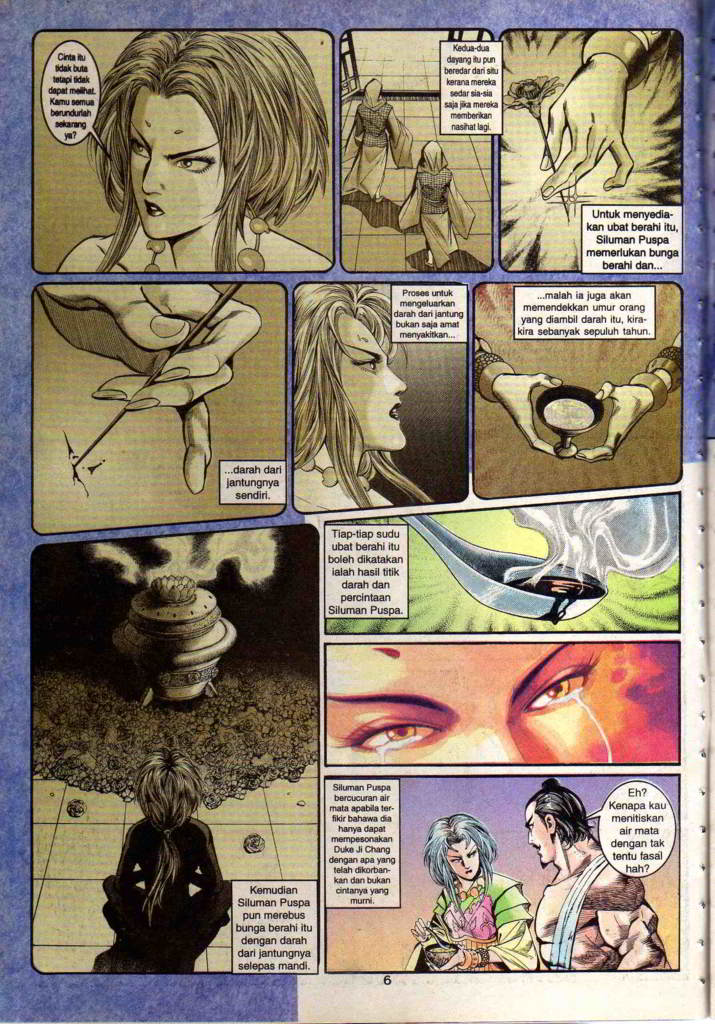 Cinta itu
tidak buta
tetapi tidak
dapat melihat.
Kamu semua
berundurlah
sekarang
ya?
Kedua-dua
dayang itu pun
beredar dari situ
kerana mereka
sedar sia-sia
saja jika mereka
memberikan
nasihat lagi.
Untuk menyedia-
kan ubat berahi itu,
Siluman Puspa
memerlukan bunga
berahi dan...
...darah dari
jantungnya
sendiri.
Proses untuk
mengeluarkan
darah dari jantung
bukan saja amat
menyakitkan...
...malah ia juga akan
memendekkan umur orang
yang diambil darah itu, kira-
kira sebanyak sepuluh tahun.
Kemudian
Siluman Puspa
pun merebus
bunga berahi itu
dengan darah
dari jantungnya
selepas mandi.
Tiap-tiap sudu
ubat berahi itu
boleh dikatakan
ialah hasil titik
darah dan
percintaan
Siluman Puspa.
Siluman Puspa
bercucuran air
mata apabila ter-
fikir bahawa dia
hanya dapat
mempesonakan
Duke Ji Chang
dengan apa yang
telah dikorban-
kan dan bukan
cintanya yang
murni.
Eh?
Kenapa kau
menitiskan
air mata
dengan tak
tentu fasal
hah?
6